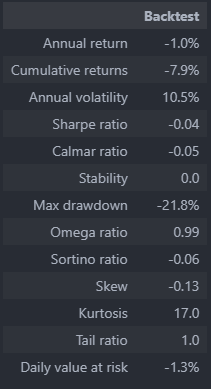 Backtest
Annual return -1.0%
Cumulative returns -7.9%
Annual volatility 10.5%
Sharpe ratio -0.04
Calmar ratio -0.05
Stability 0.0
Max drawdown -21.8%
Omega ratio 0.99
Sortino ratio -0.06
Skew -0.13
Kurtosis 17.0
Tail ratio 1.0
Daily value at risk -1.3%